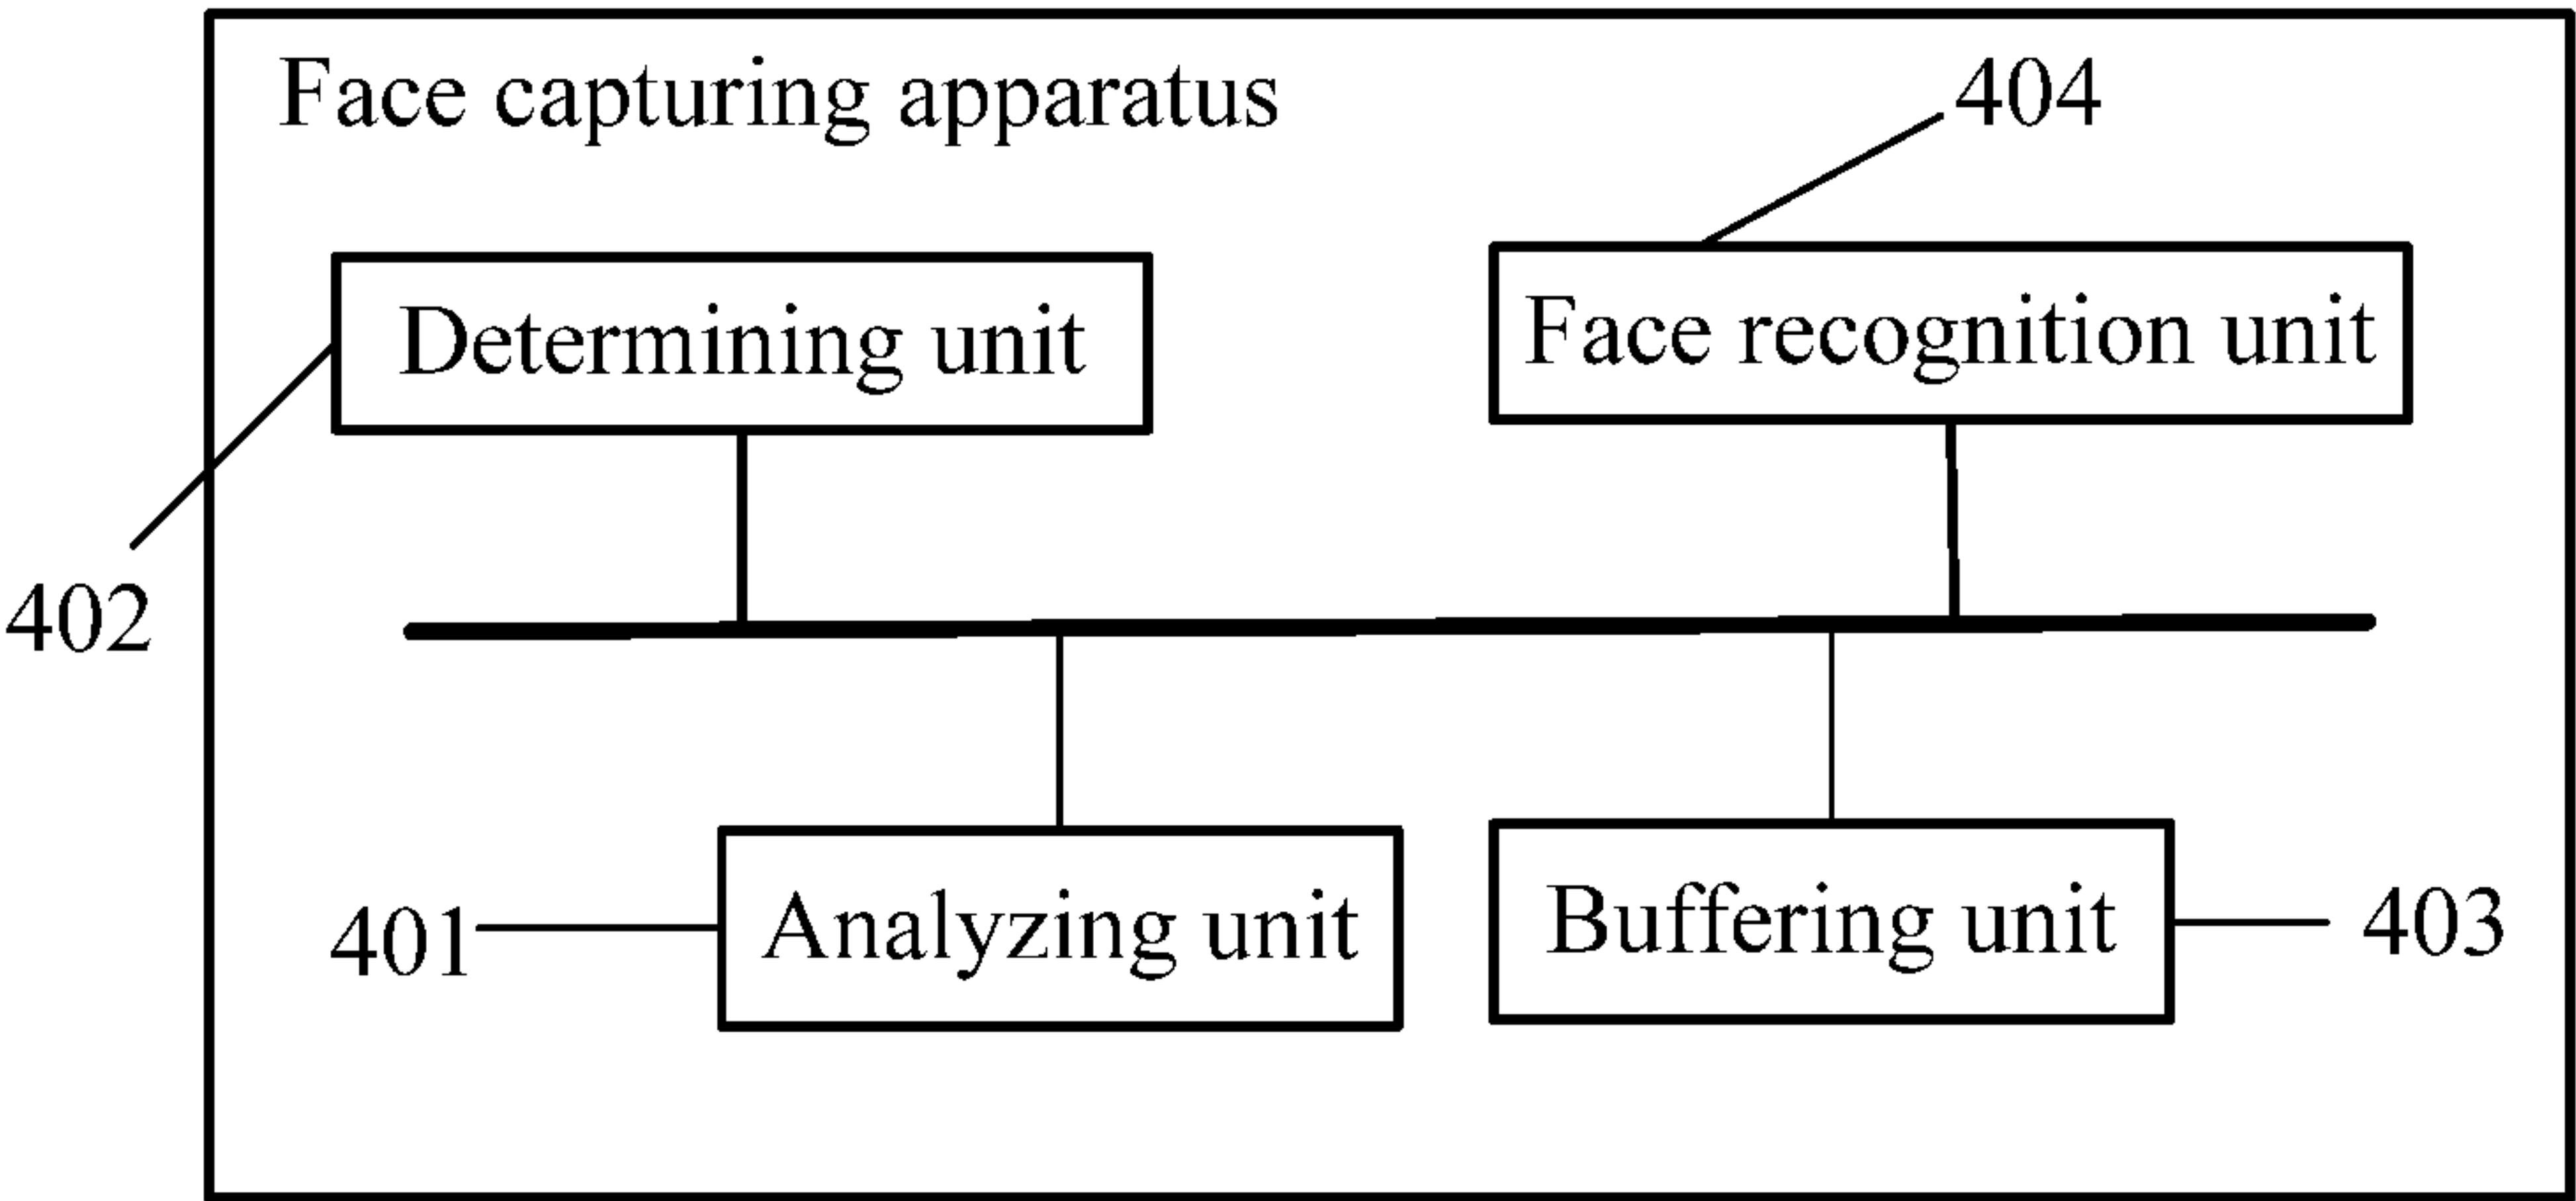 Face capturing apparatus
404
Determining unit
Face recognition unit
402
401
Analyzing unit
Buffering unit
403